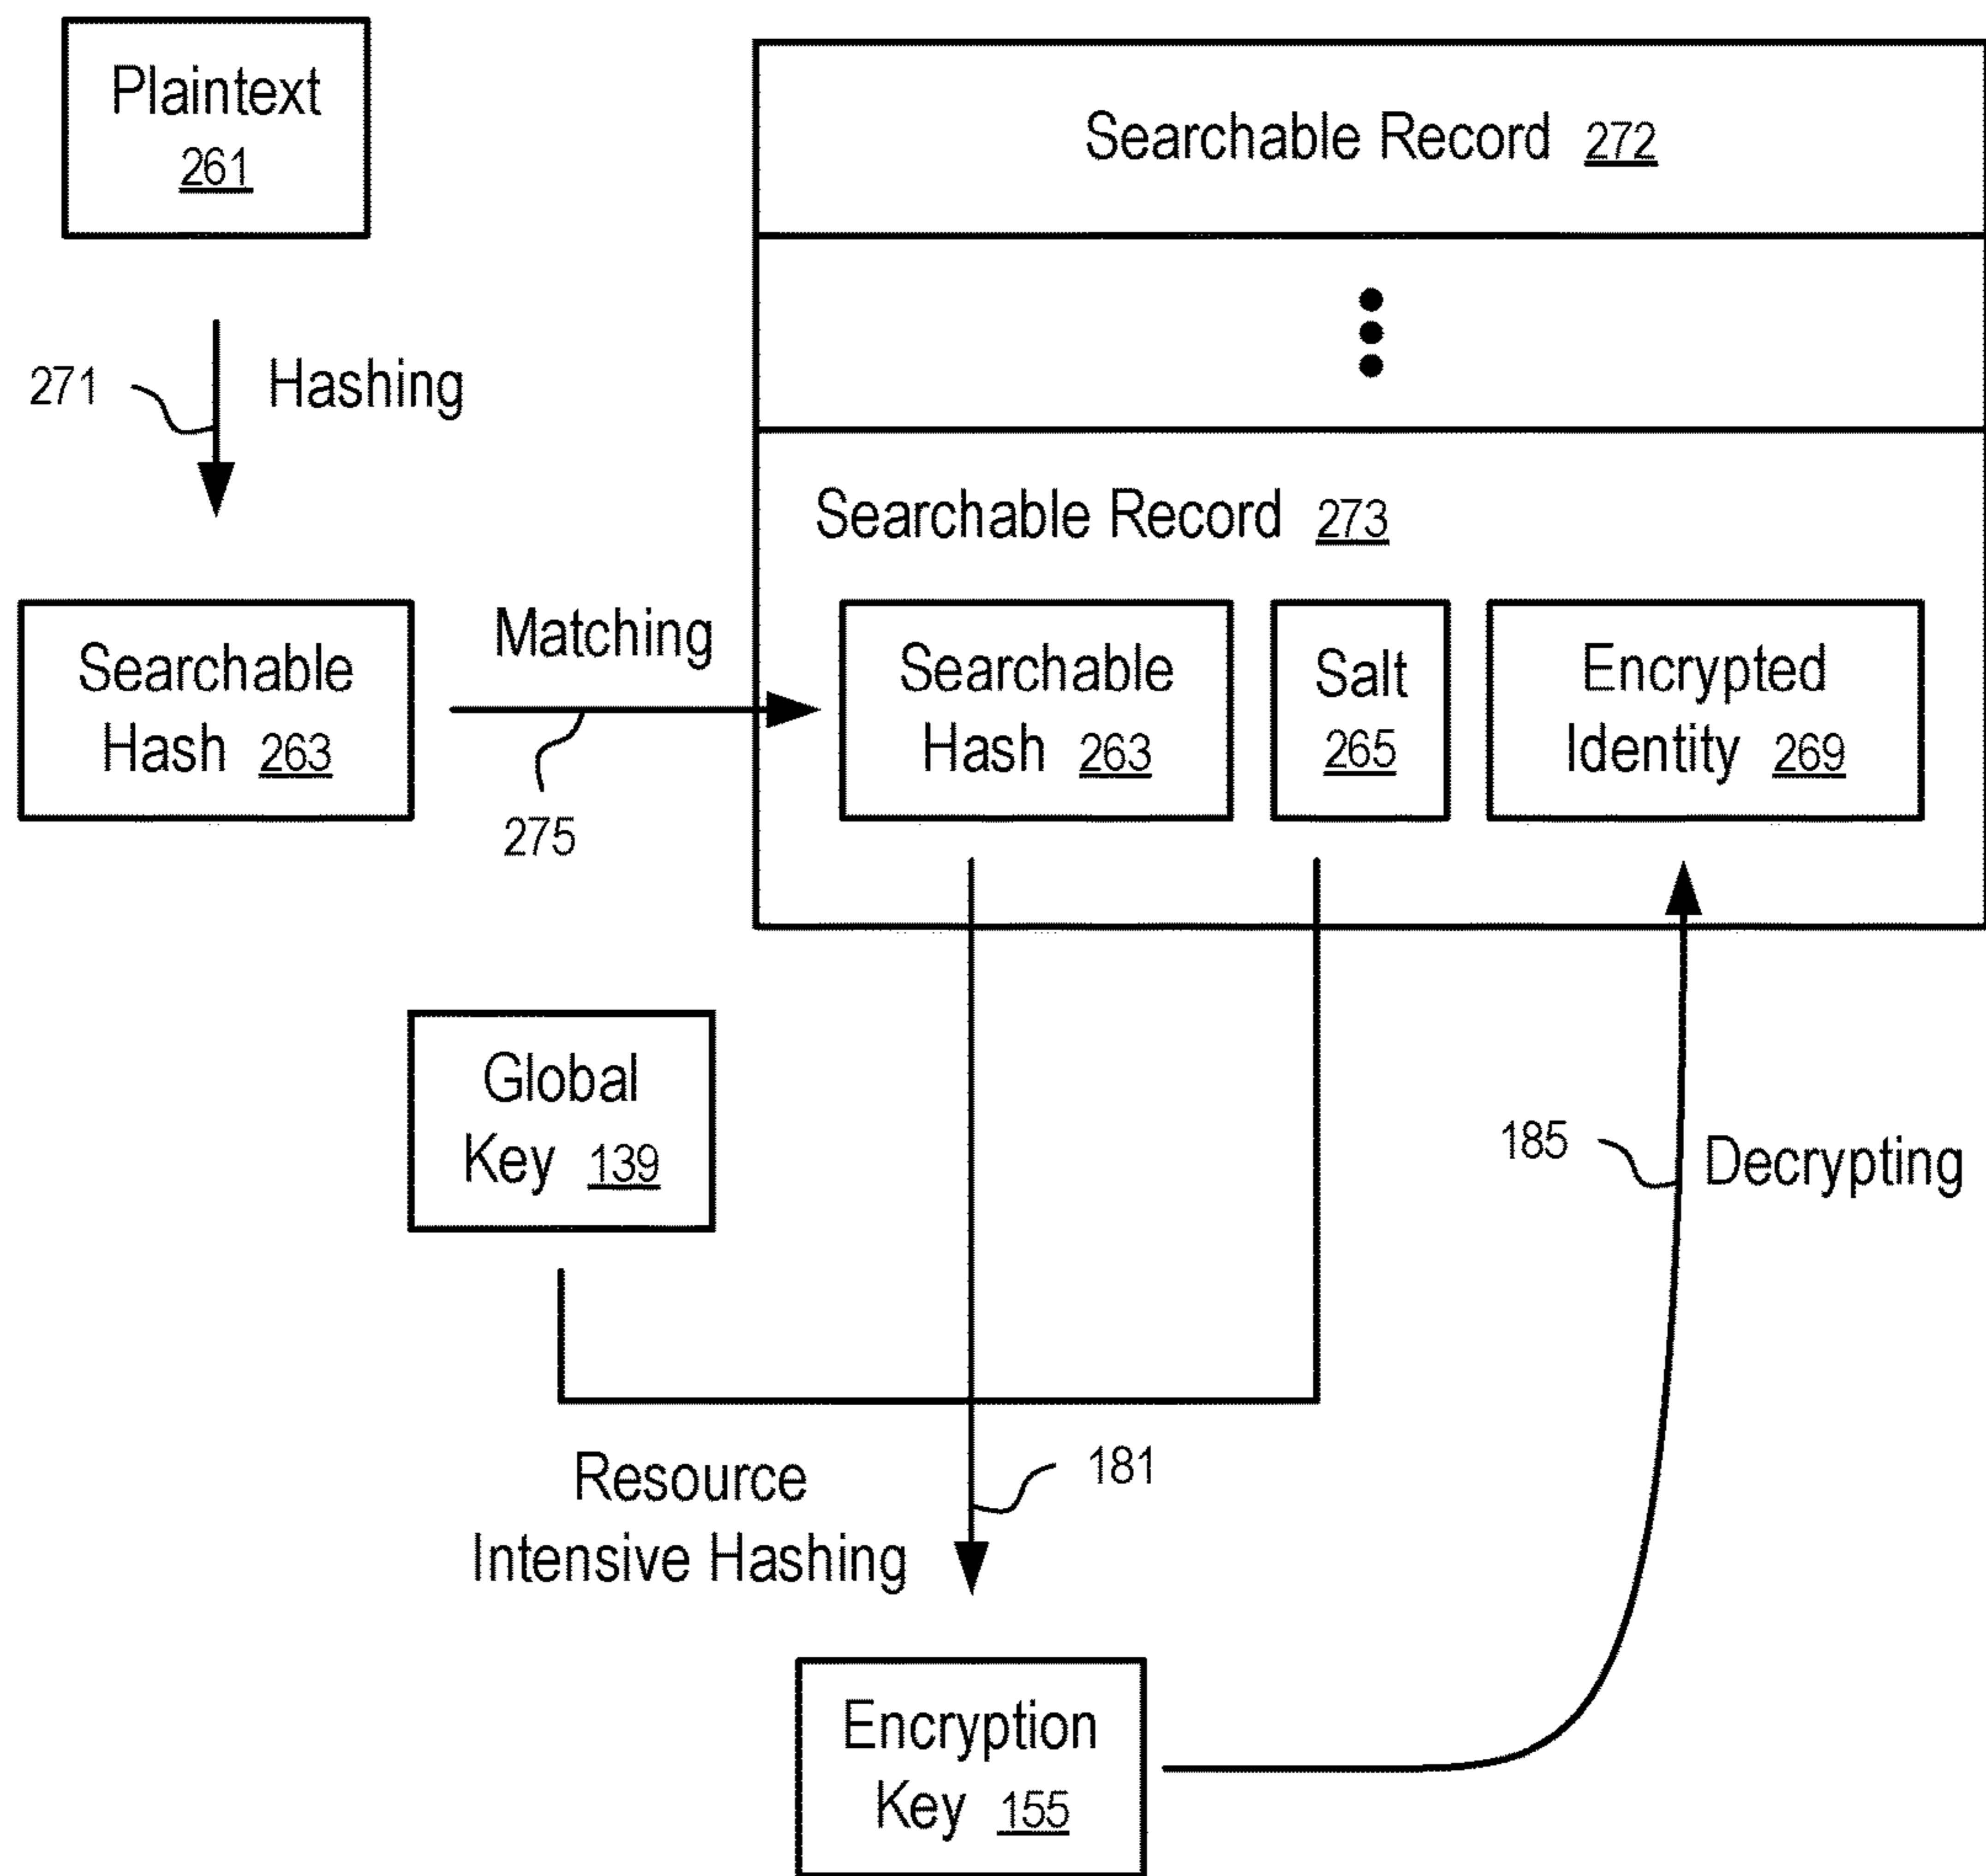 Plaintext
261
Searchable Record 272
271
Hashing
Searchable Record 273
Searchable
Hash 263
Matching
275
Searchable
Hash 263
Salt
265
Encrypted
Identity 269
Global
Key 139
185
Decrypting
Resource
Intensive Hashing
181
Encryption
Key 155